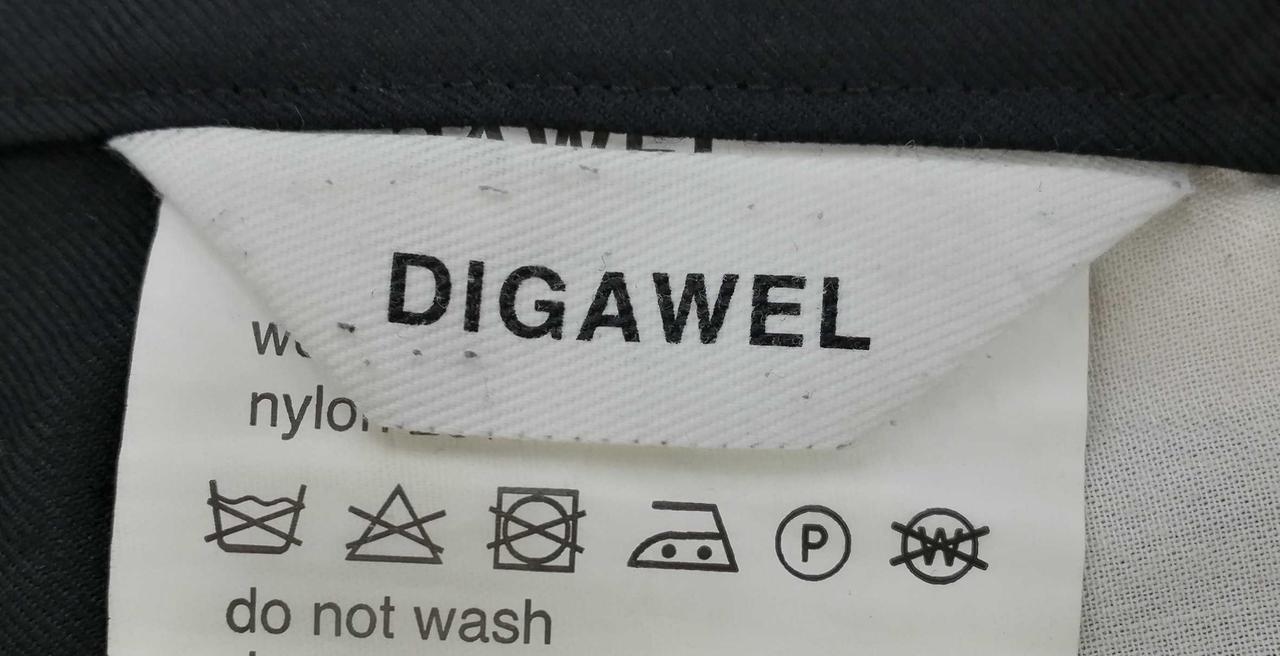 DIGAWEL
nylon
P
W
do not wash